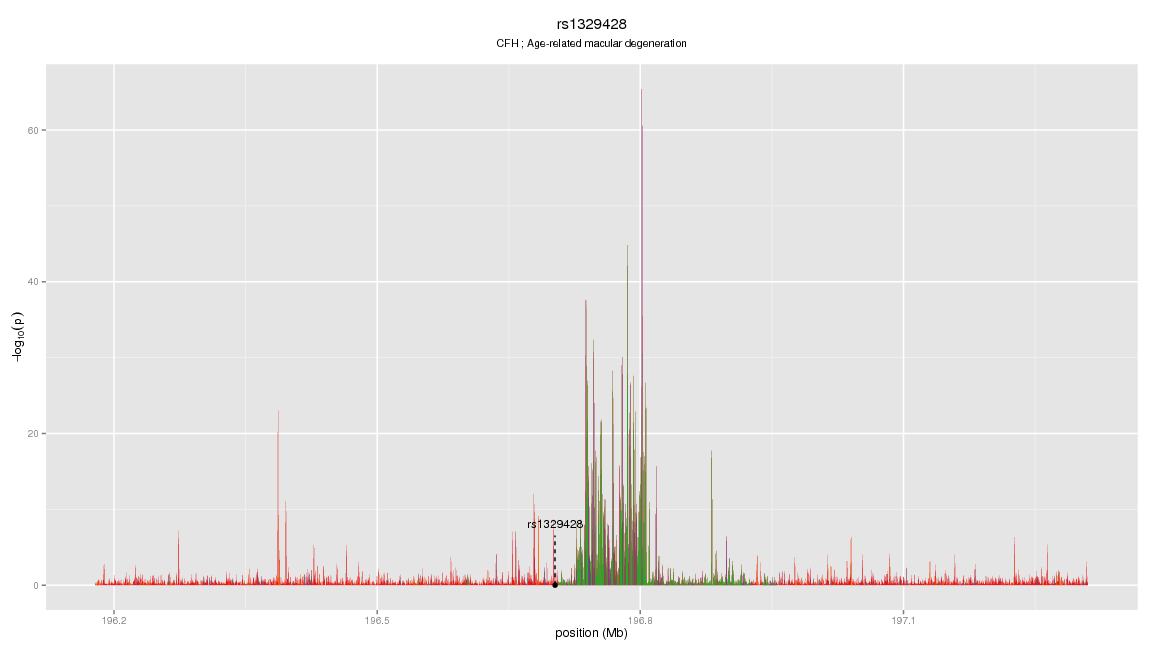 rs1329428
CFH ; Age-related macular degeneration
60
40
20
0
−log10(p)
rs1329428
196.2 196.5 196.8 197.1
position (Mb)